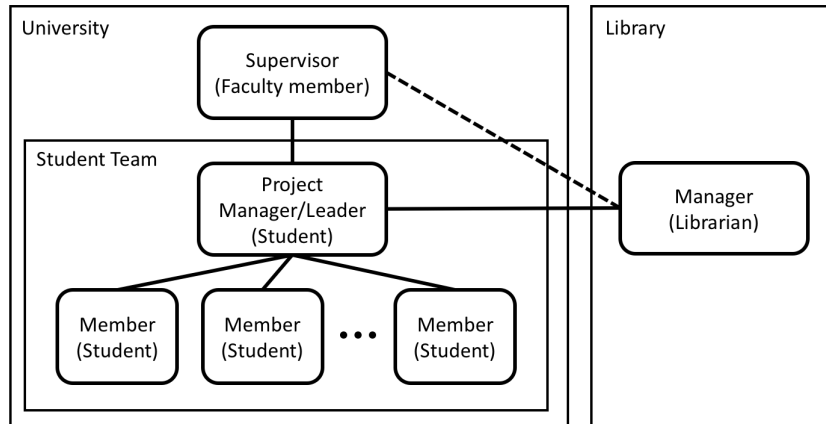 University
Library
Supervisor
(Faculty member)
Student Team
Project
Manager/Leader
(Student)
Manager
(Librarian)
Member
(Student)
Member
(Student)
Member
(Student)